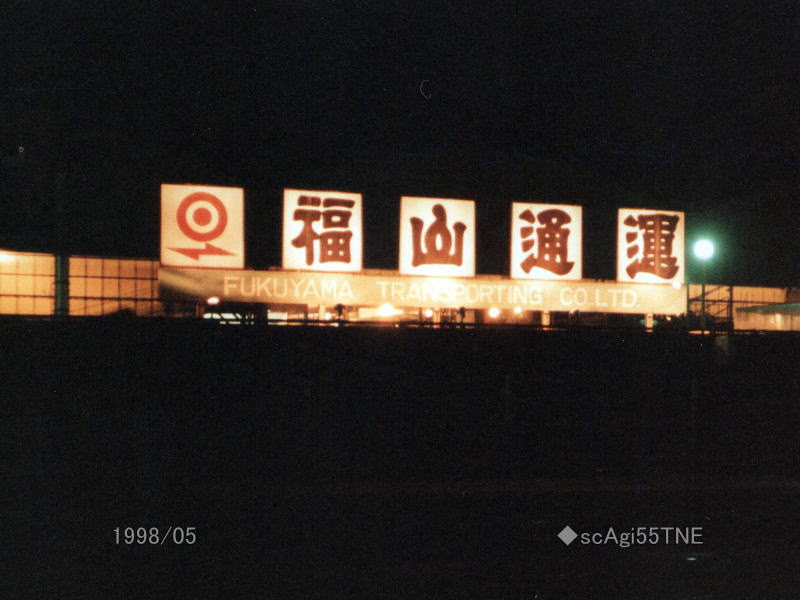 福山通運
FUKUYAMA TRANSPORTING CO.LTD.
1998/05
◆scAgi55TNE